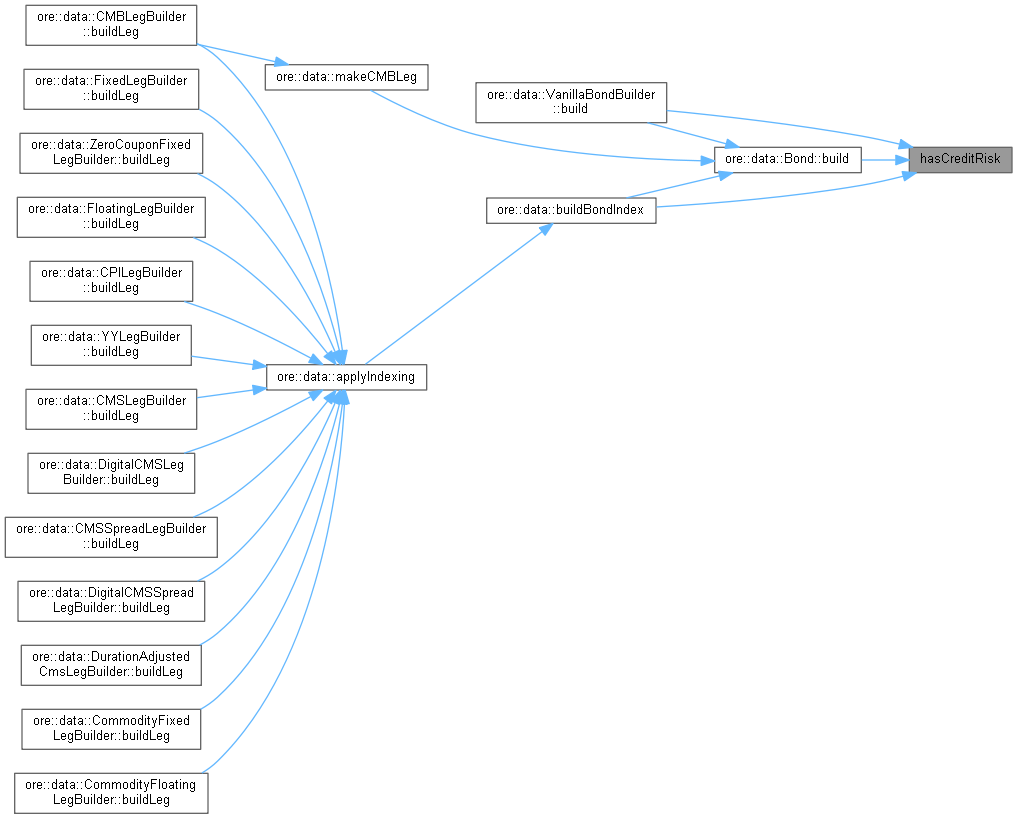 ore::data::CMBLegBuilder
::buildLeg
ore::data::makeCMBLeg
ore::data::FixedLegBuilder
::buildLeg
ore::data::VanillaBondBuilder
::build
ore::data::ZeroCouponFixed
LegBuilder::buildLeg
ore::data::Bond::build
hasCreditRisk
ore::data::FloatingLegBuilder
::buildLeg
ore::data::buildBondIndex
ore::data::CPILegBuilder
::buildLeg
ore::data::YYLegBuilder
::buildLeg
ore::data::applyIndexing
ore::data::CMSLegBuilder
::buildLeg
ore::data::DigitalCMSLeg
Builder::buildLeg
ore::data::CMSSpreadLegBuilder
::buildLeg
ore::data::DigitalCMSSpread
LegBuilder::buildLeg
ore::data::DurationAdjusted
CmsLegBuilder::buildLeg
ore::data::CommodityFixed
LegBuilder::buildLeg
ore::data::CommodityFloating
LegBuilder::buildLeg